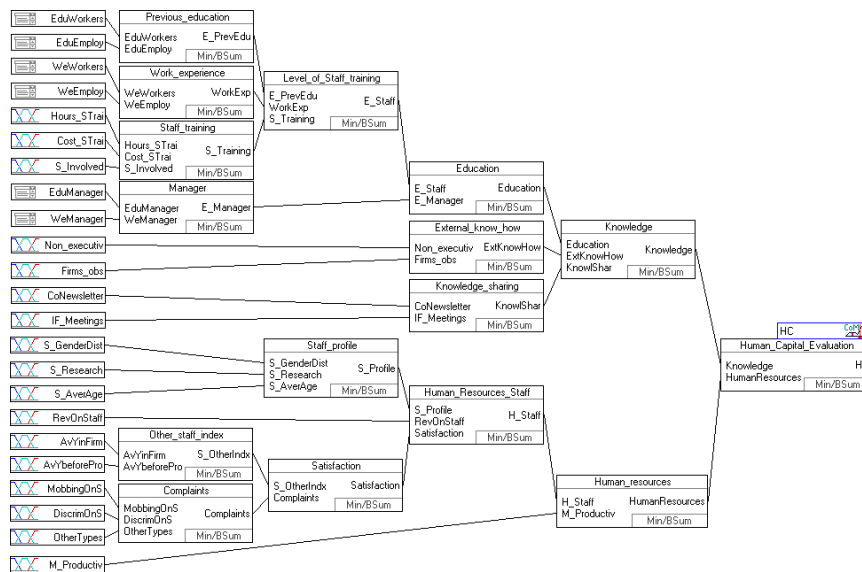 EduWorkers
EduEmploy
WeWorkers
WeEmploy
Hours_STrai
Cost_STrai
S_Involved
EduManager
WeManager
Non_executiv
Firms_obs
CoNewsletter
IF_Meetings
S_GenderDist
S_Research
S_AverAge
RevOnStaff
AvYinFirm
AvYbeforePro
MobbingOnS
DiscrimOnS
OtherTypes
M_Productiv
Previous_education
EduWorkers E_PrevEdu
EduEmploy
Min/BSum
Work_experience
WeWorkers WorkExp
WeEmploy
Min/BSum
Staff_training
Hours_STrai
Cost_STrai S_Training
S_Involved
Min/BSum
Manager
EduManager E_Manager
WeManager
Min/BSum
Level_of_Staff_training
E_PrevEdu
WorkExp E_Staff
S_Training
Min/BSum
Education
E_Staff Education
E_Manager
Min/BSum
External_know_how
Non_executiv ExtKnowHow
Firms_obs
Min/BSum
Knowledge_sharing
CoNewsletter KnowlShar
IF_Meetings
Min/BSum
Knowledge
Education
ExtKnowHow Knowledge
KnowlShar
Min/BSum
Staff_profile
S_GenderDist
S_Research S_Profile
S_AverAge
Min/BSum
Other_staff_index
AvYinFirm S_OtherIndx
AvYbeforePro
Min/BSum
Complaints
MobbingOnS
DiscrimOnS Complaints
OtherTypes
Min/BSum
Satisfaction
S_OtherIndx Satisfaction
Complaints
Min/BSum
Human_Resources_Staff
S_Profile
RevOnStaff H_Staff
Satisfaction
Min/BSum
Human_resources
H_Staff HumanResources
M_Productiv
Min/BSum
HC CoM
Human_Capital_Evaluation
Knowledge H
HumanResources
Min/BSum